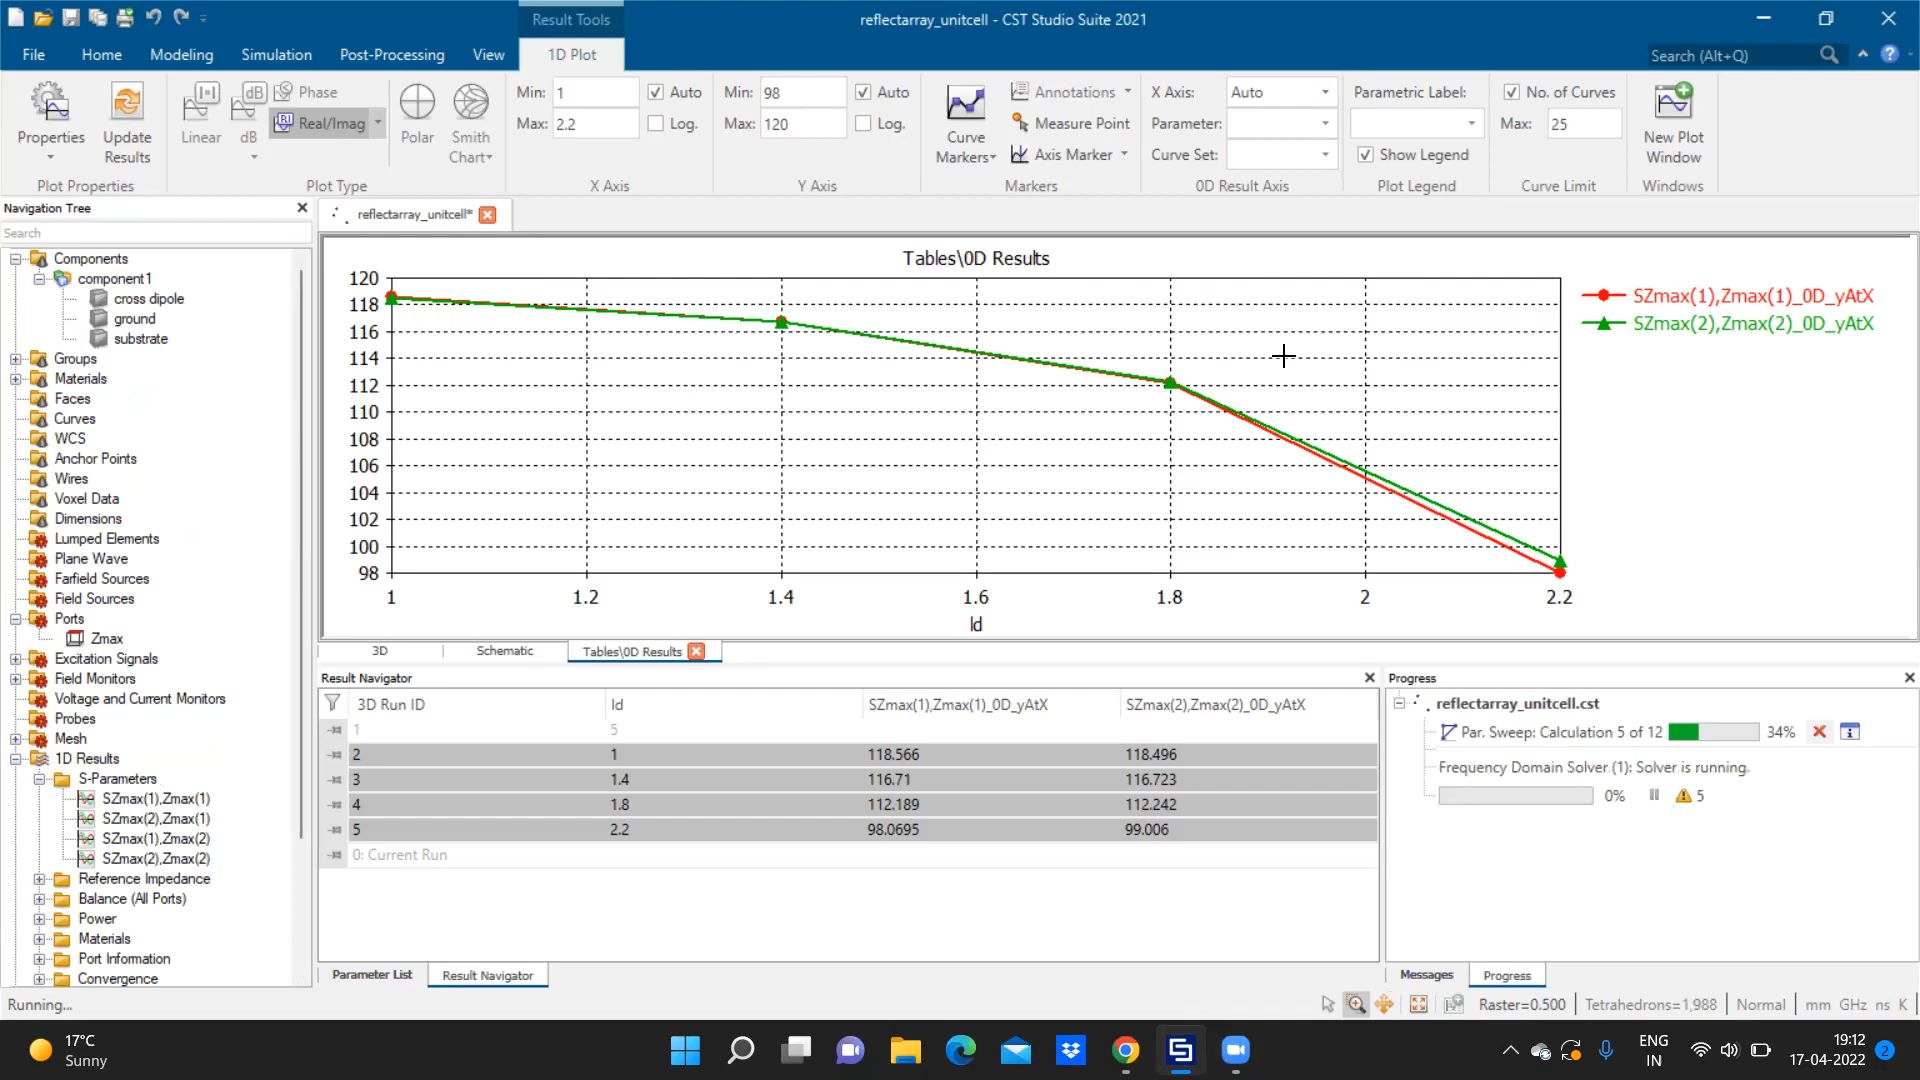 Result Tools
reflectarray_unitcell - CST Studio Suite 2021
File Home Modeling Simulation Post-Processing View 1D Plot
Search (Alt+Q)
Properties
Update Results
Plot Properties
Linear
dB
Phase
Real/Imag
Polar
Smith Chart
Plot Type
Min: 1 Auto
Max: 2.2 Log.
X Axis
Min: 98 Auto
Max: 120 Log.
Y Axis
Curve Markers
Annotations
Measure Point
Axis Marker
Markers
X Axis: Auto
Parameter:
Curve Set:
0D Result Axis
Parametric Label:
Show Legend
Plot Legend
No. of Curves
Max: 25
Curve Limit
New Plot Window
Windows
Navigation Tree
Search
Components
component1
cross dipole
ground
substrate
Groups
Materials
Faces
Curves
WCS
Anchor Points
Wires
Voxel Data
Dimensions
Lumped Elements
Plane Wave
Farfield Sources
Field Sources
Ports
Zmax
Excitation Signals
Field Monitors
Voltage and Current Monitors
Probes
Mesh
1D Results
S-Parameters
SZmax(1),Zmax(1)
SZmax(2),Zmax(1)
SZmax(1),Zmax(2)
SZmax(2),Zmax(2)
Reference Impedance
Balance (All Ports)
Power
Materials
Port Information
Convergence
reflectarray_unitcell*
Tables\0D Results
120
118
116
114
112
110
108
106
104
102
100
98
1 1.2 1.4 1.6 1.8 2 2.2
ld
SZmax(1),Zmax(1)_0D_yAtX
SZmax(2),Zmax(2)_0D_yAtX
3D Schematic Tables\0D Results
Result Navigator
3D Run ID ld SZmax(1),Zmax(1)_0D_yAtX SZmax(2),Zmax(2)_0D_yAtX
1 5
2 1 118.566 118.496
3 1.4 116.71 116.723
4 1.8 112.189 112.242
5 2.2 98.0695 99.006
0: Current Run
Parameter List Result Navigator
Progress
reflectarray_unitcell.cst
Par. Sweep: Calculation 5 of 12 34%
Frequency Domain Solver (1): Solver is running.
0% 5
Messages Progress
Running...
Raster=0.500 Tetrahedrons=1,988 Normal mm GHz ns K
17°C
Sunny
ENG
IN
19:12
17-04-2022
2